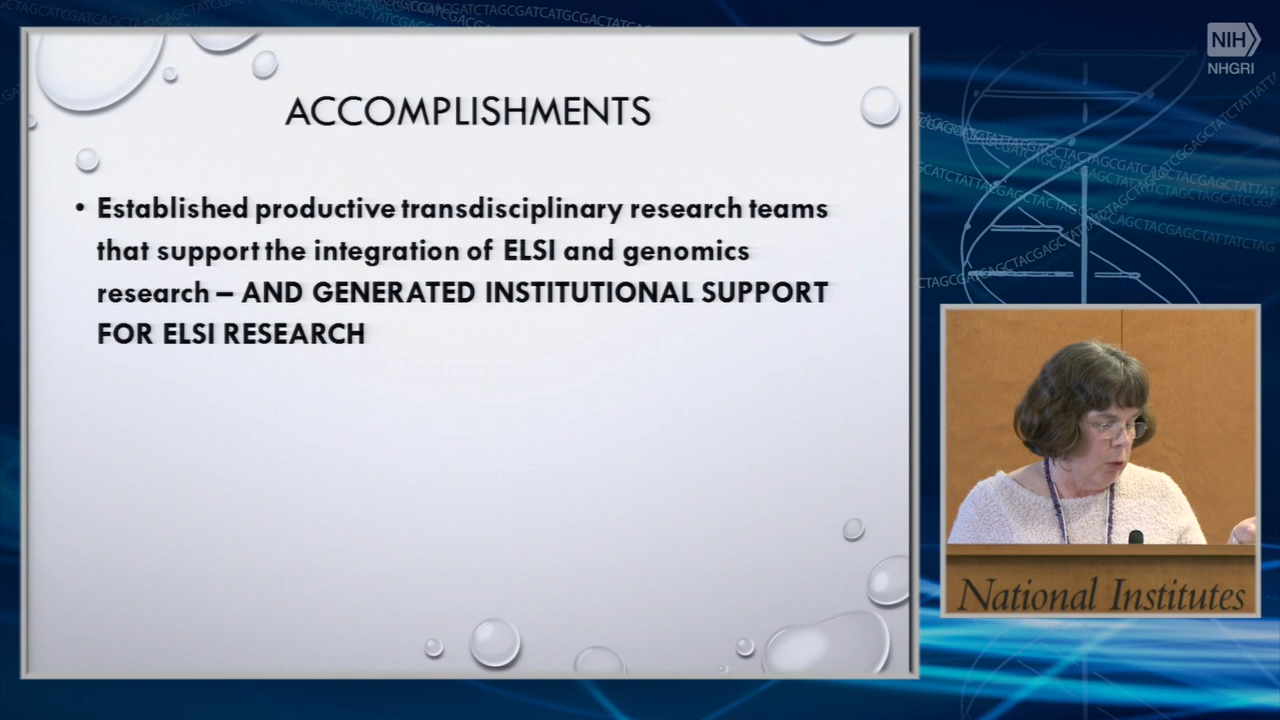 NIH
NHGRI
ACCOMPLISHMENTS
• Established productive transdisciplinary research teams
that support the integration of ELSI and genomics
research – AND GENERATED INSTITUTIONAL SUPPORT
FOR ELSI RESEARCH
National Institutes